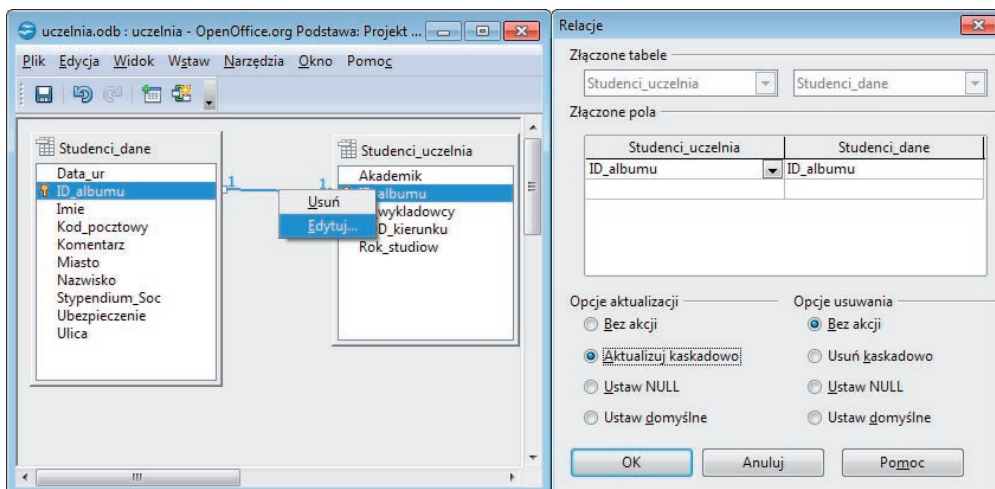 uczelnia.odb : uczelnia - OpenOffice.org Podstawa: Projekt ...
Plik Edycja Widok Wstaw Narzędzia Okno Pomoc
Studenci_dane
Data_ur
ID_albumu
Imie
Kod_pocztowy
Komentarz
Miasto
Nazwisko
Stypendium_Soc
Ubezpieczenie
Ulica
1
1
Usuń
Edytuj...
Studenci_uczelnia
Akademik
albumu
wykladowcy
D_kierunku
Rok_studiow
Relacje
Złączone tabele
Studenci_uczelnia Studenci_dane
Złączone pola
Studenci_uczelnia Studenci_dane
ID_albumu ID_albumu
Opcje aktualizacji Opcje usuwania
Bez akcji Bez akcji
Aktualizuj kaskadowo Usuń kaskadowo
Ustaw NULL Ustaw NULL
Ustaw domyślne Ustaw domyślne
OK Anuluj Pomoc